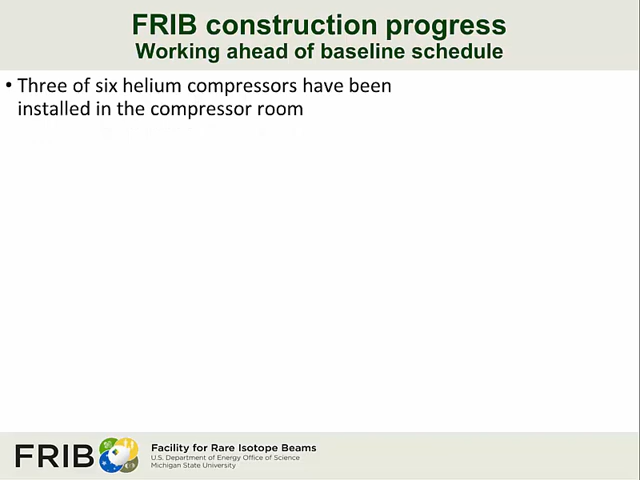 FRIB construction progress
Working ahead of baseline schedule
• Three of six helium compressors have been
installed in the compressor room
FRIB
Facility for Rare Isotope Beams
U.S. Department of Energy Office of Science
Michigan State University